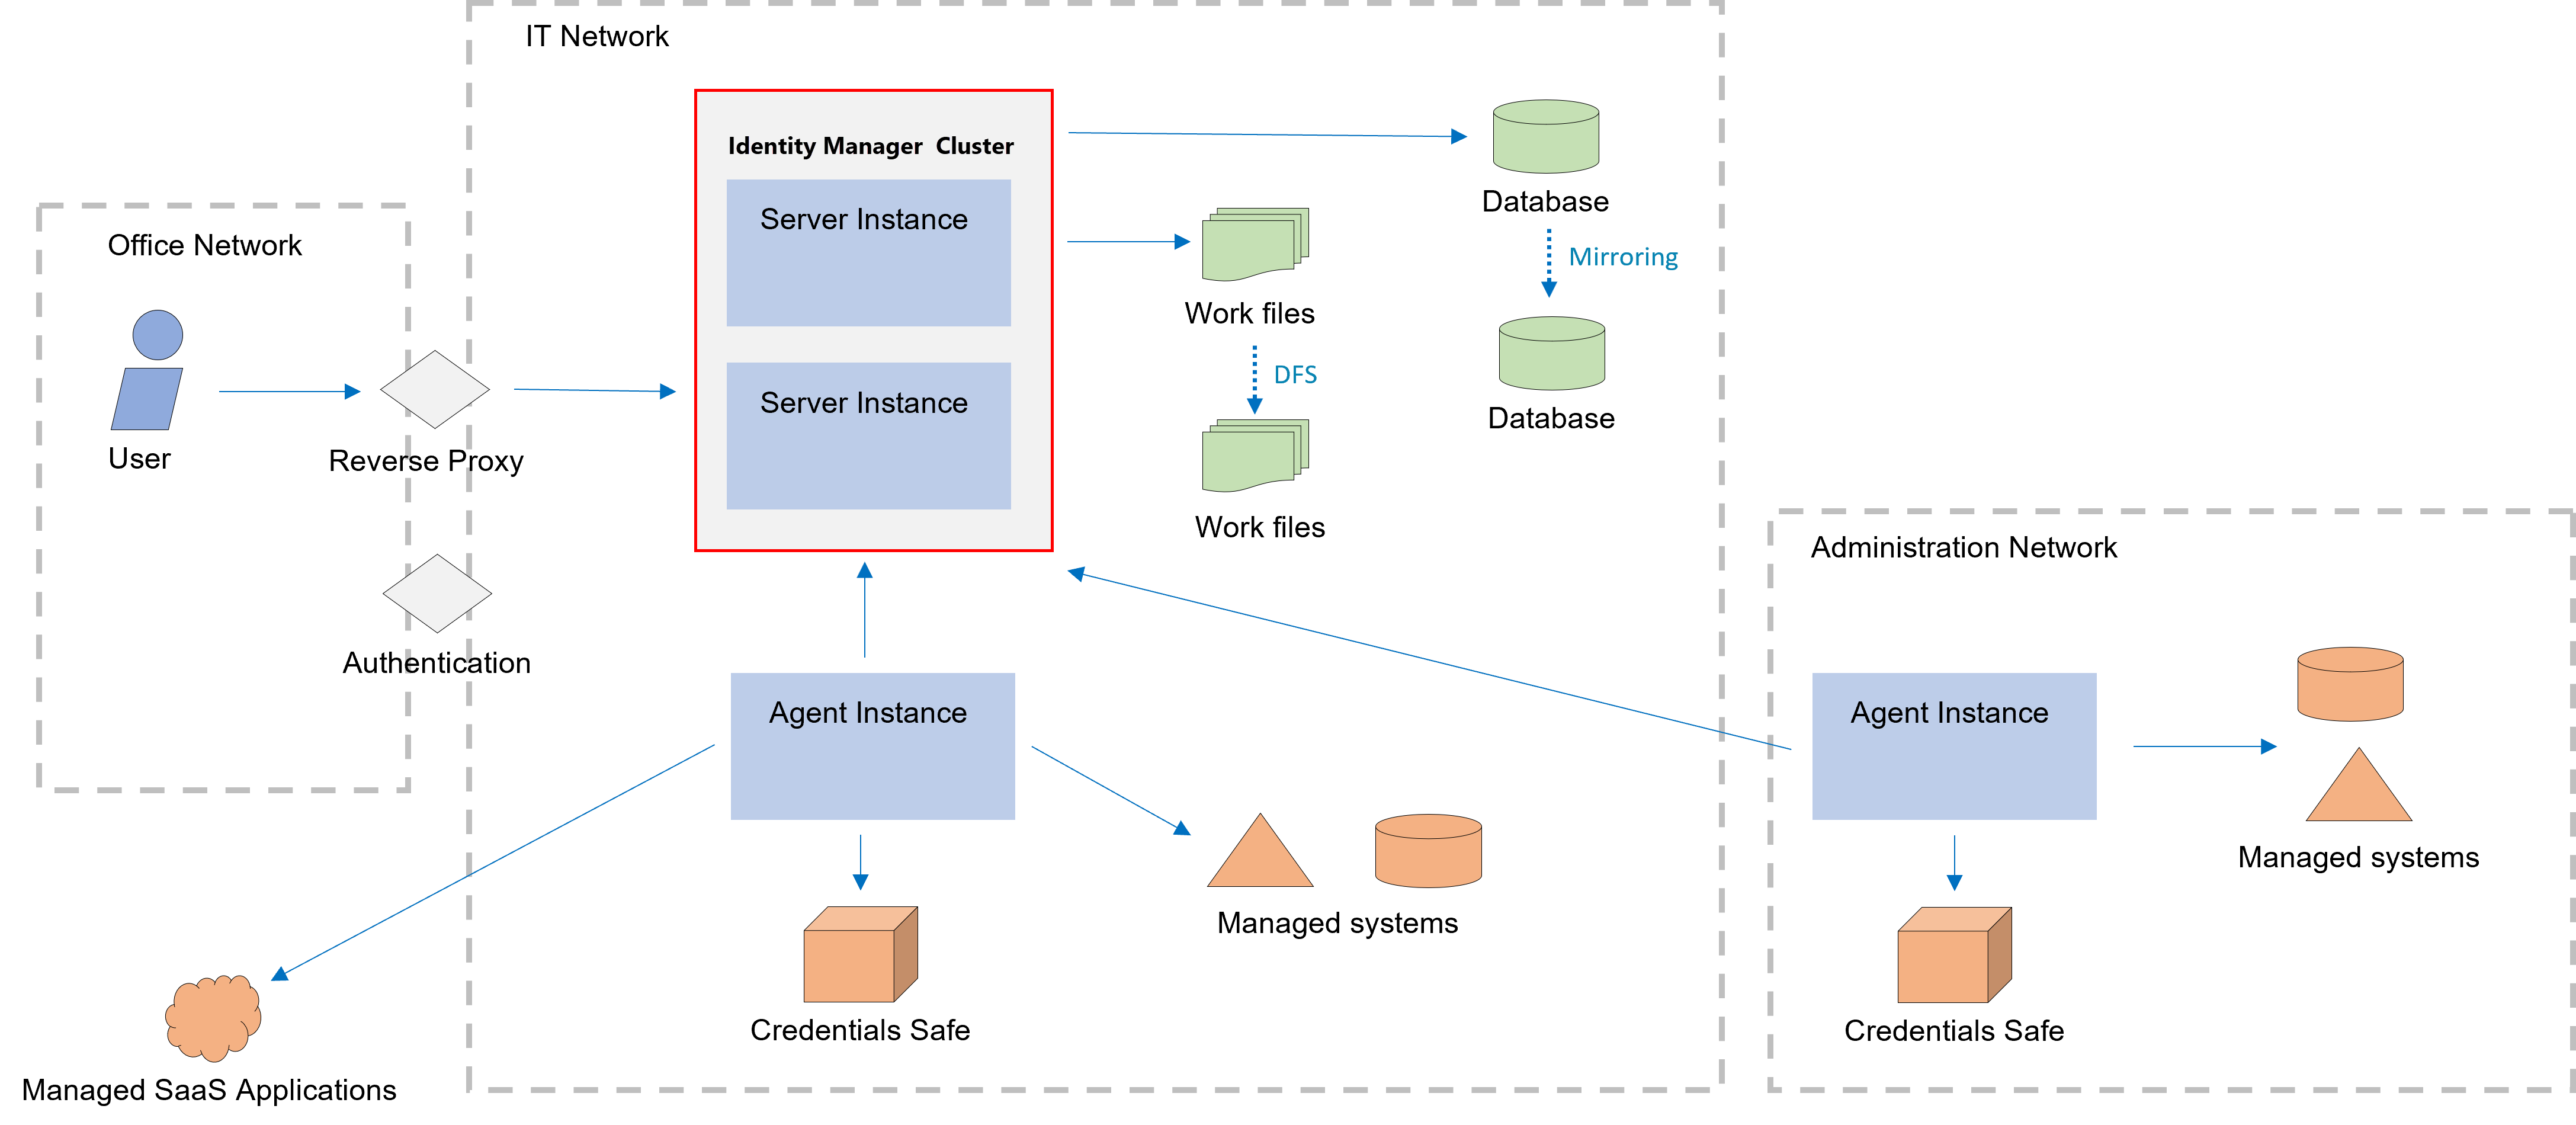 IT Network
Identity Manager Cluster
Server Instance
Server Instance
Database
Mirroring
Database
Work files
DFS
Work files
Office Network
User
Reverse Proxy
Authentication
Administration Network
Agent Instance
Managed systems
Credentials Safe
Agent Instance
Managed systems
Credentials Safe
Managed SaaS Applications